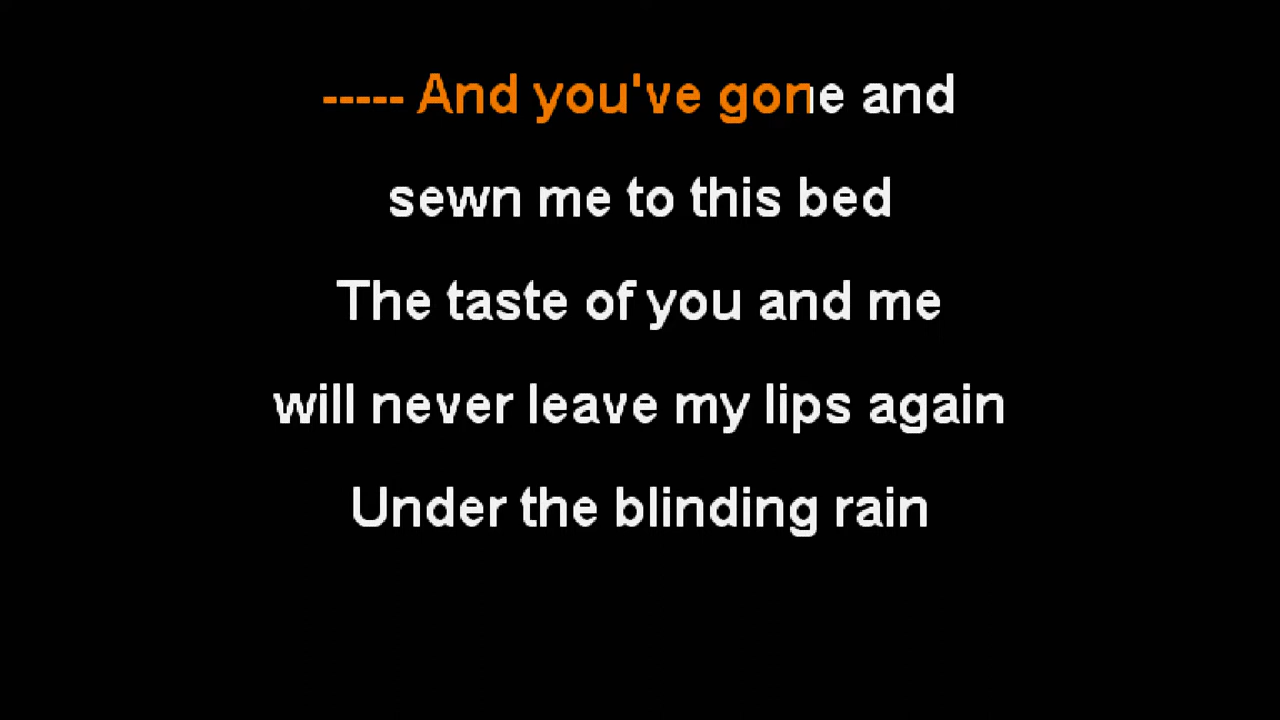 ----- And you've gone and
sewn me to this bed
The taste of you and me
will never leave my lips again
Under the blinding rain